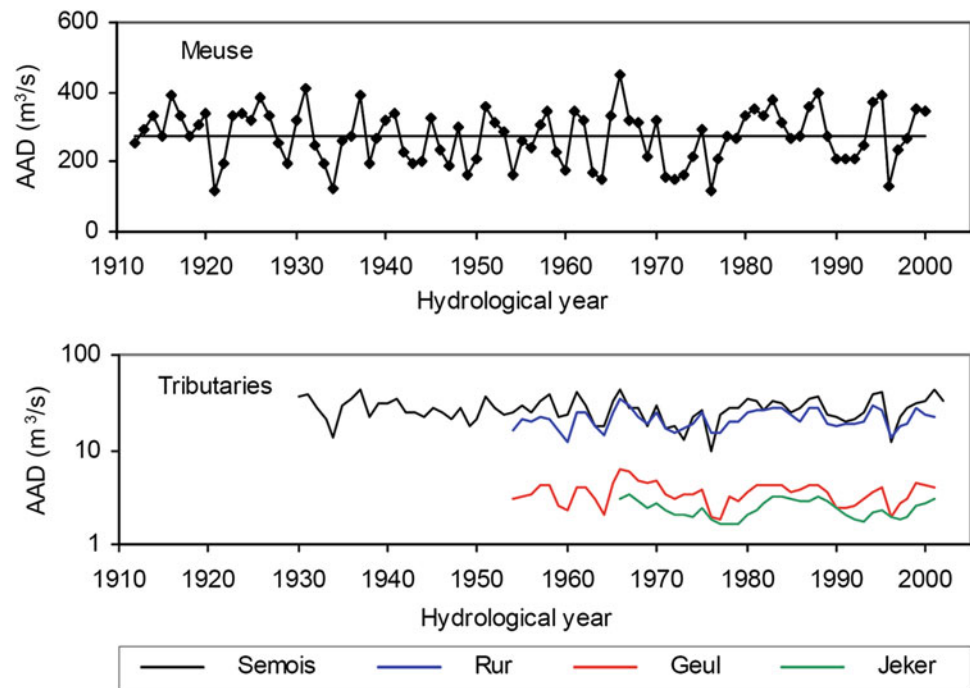 600
Meuse
400
200
0
AAD (m³/s)
1910 1920 1930 1940 1950 1960 1970 1980 1990 2000
Hydrological year
100
Tributaries
10
1
AAD (m³/s)
1910 1920 1930 1940 1950 1960 1970 1980 1990 2000
Hydrological year
Semois Rur Geul Jeker